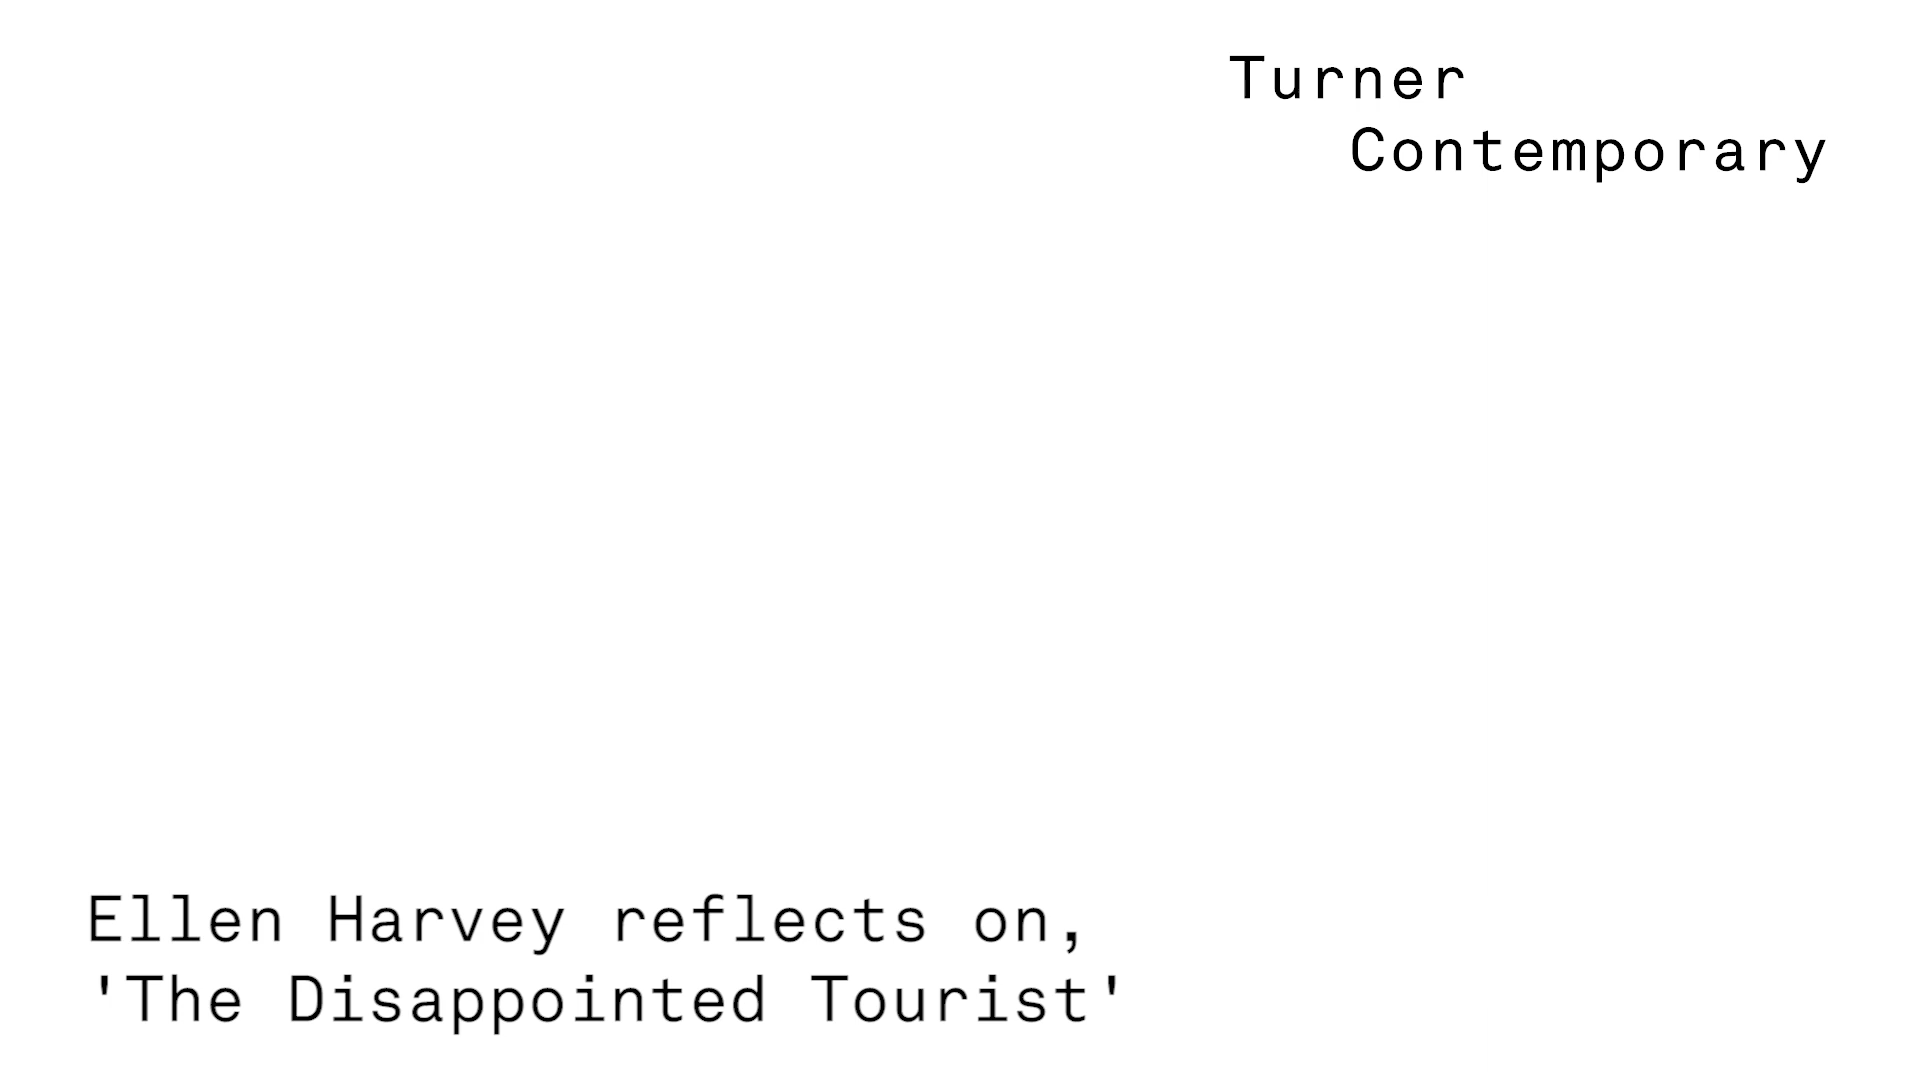 Turner
Contemporary
Ellen Harvey reflects on,
'The Disappointed Tourist'